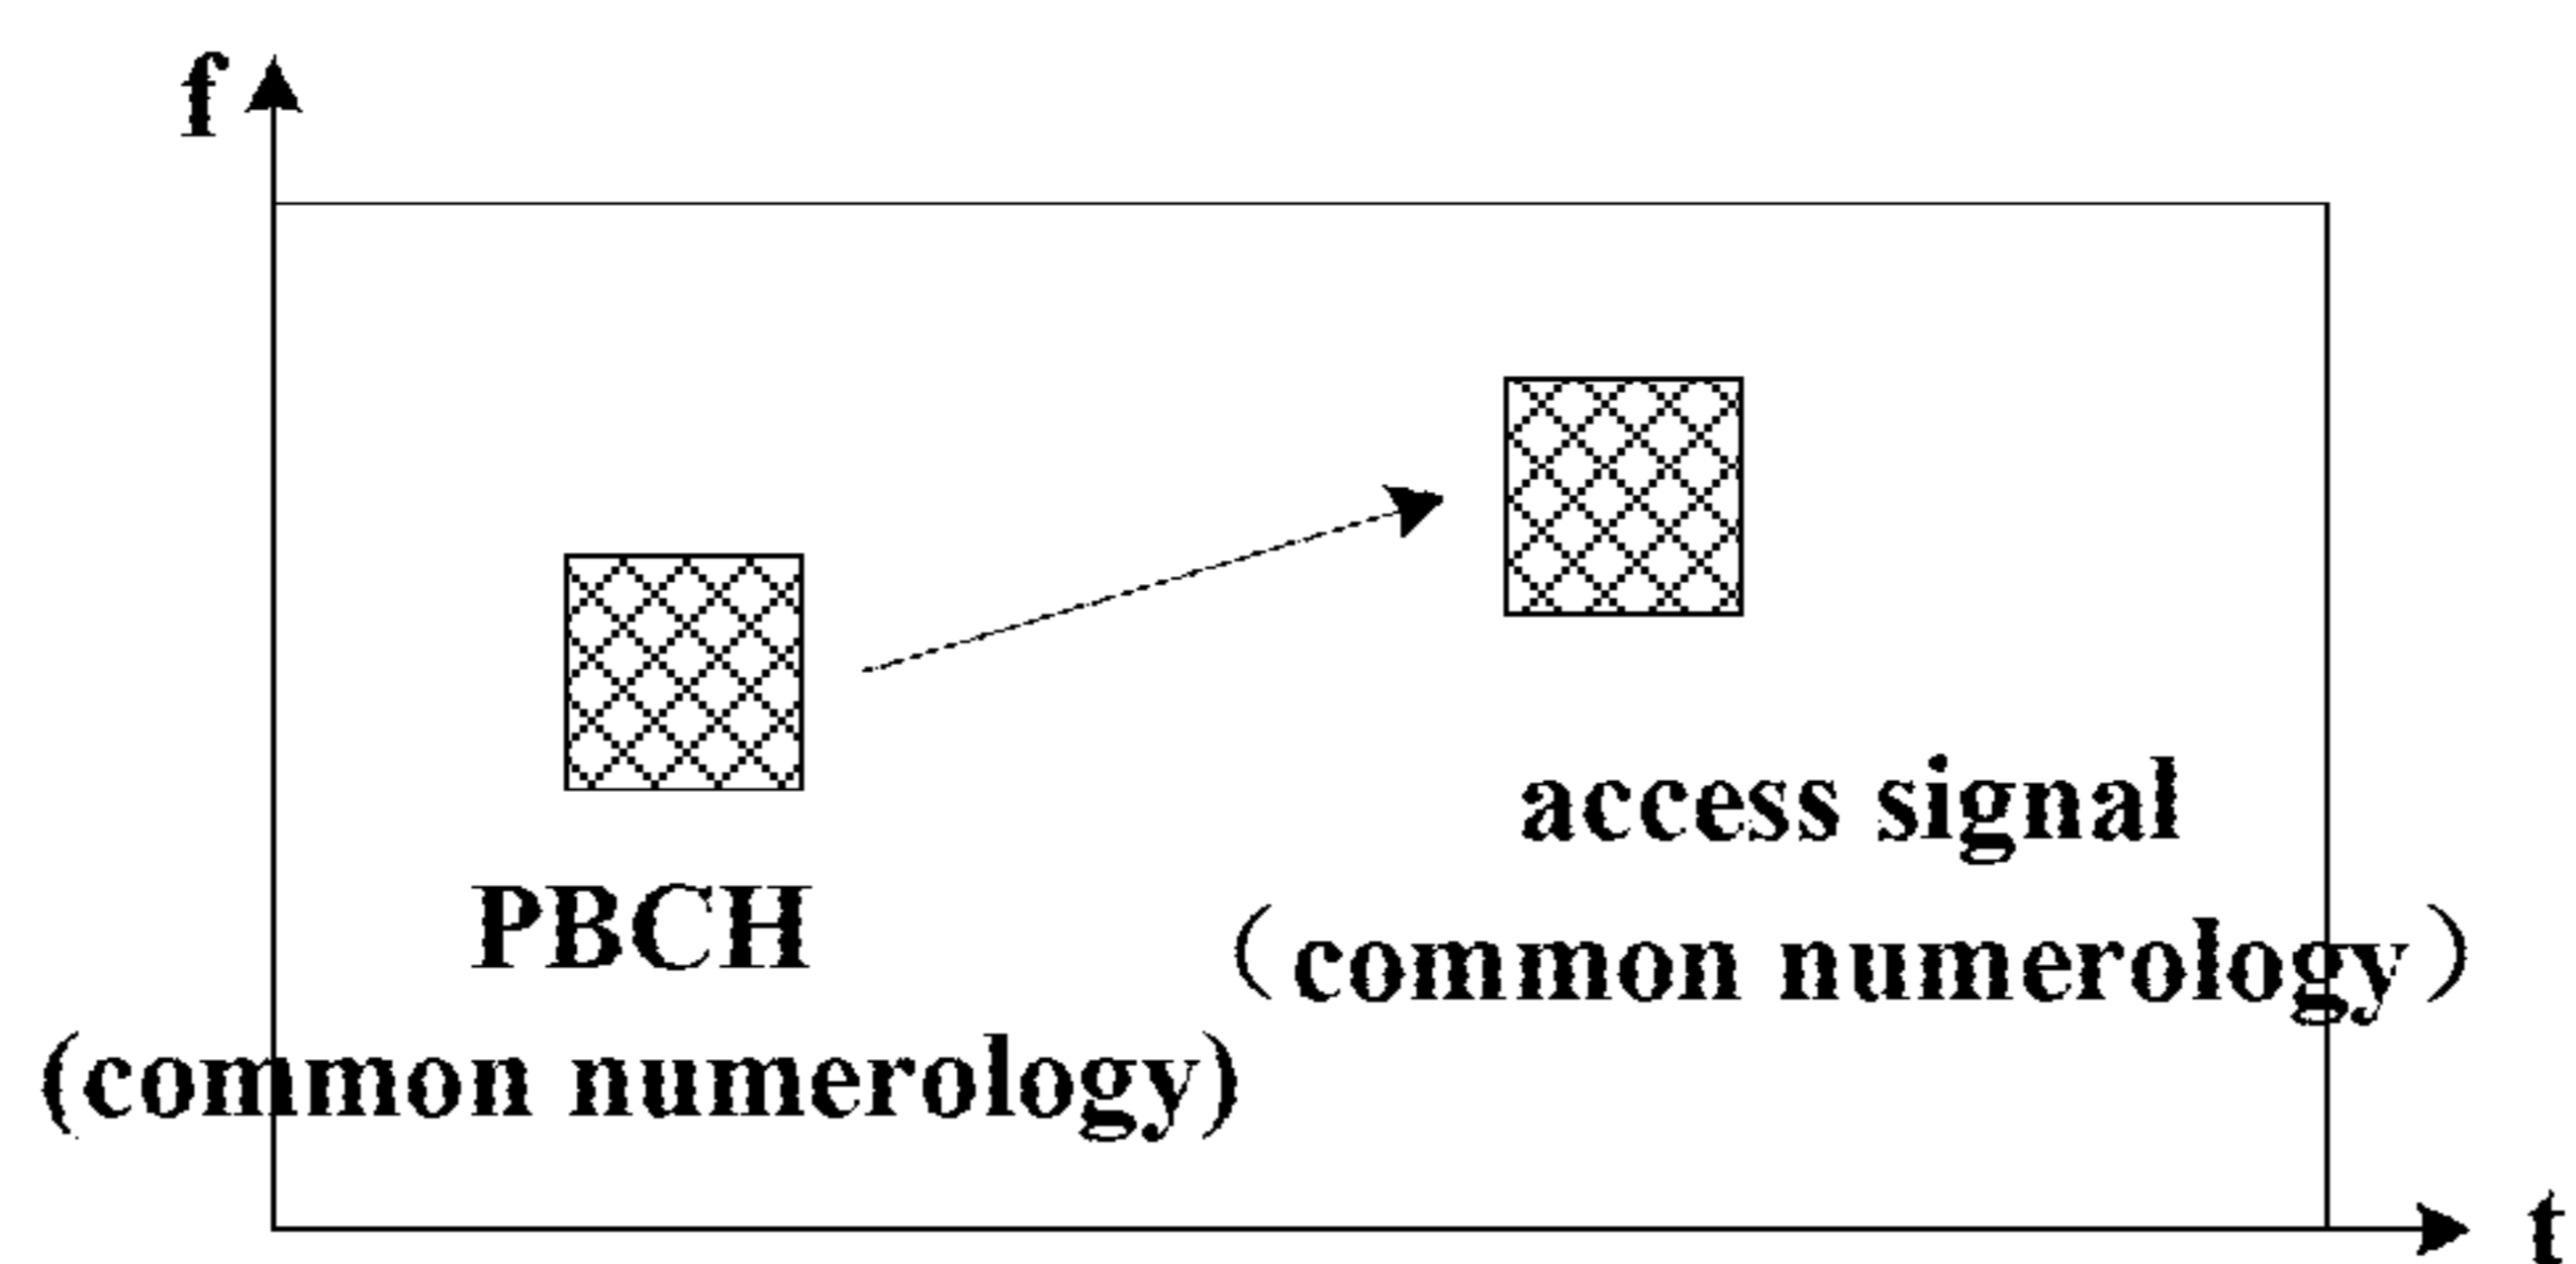 f
access signal
（common numerology）
PBCH
(common numerology)
t